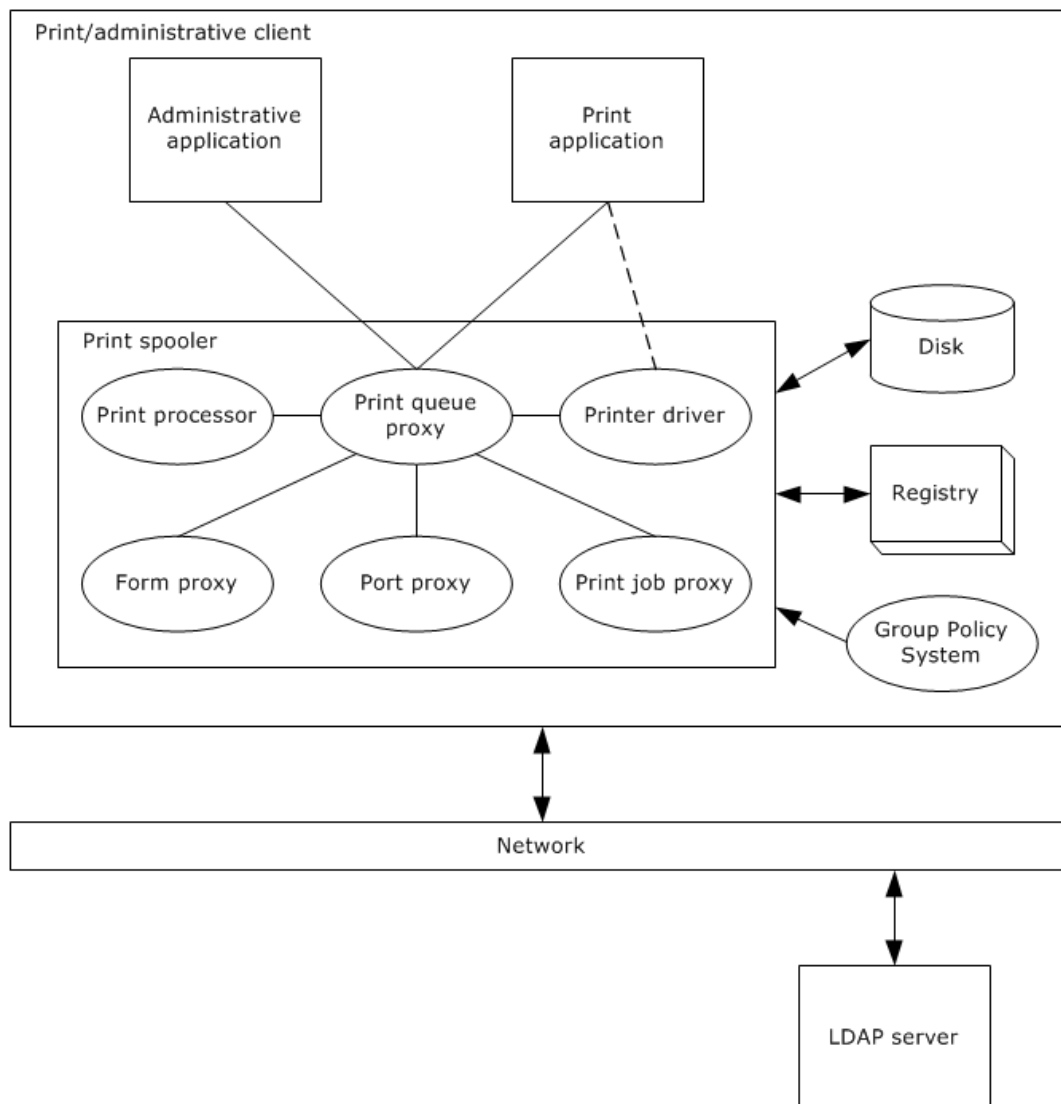 Print/administrative client
Administrative
application
Print
application
Print spooler
Disk
Print processor
Print queue
proxy
Printer driver
Registry
Form proxy
Port proxy
Print job proxy
Group Policy
System
Network
LDAP server